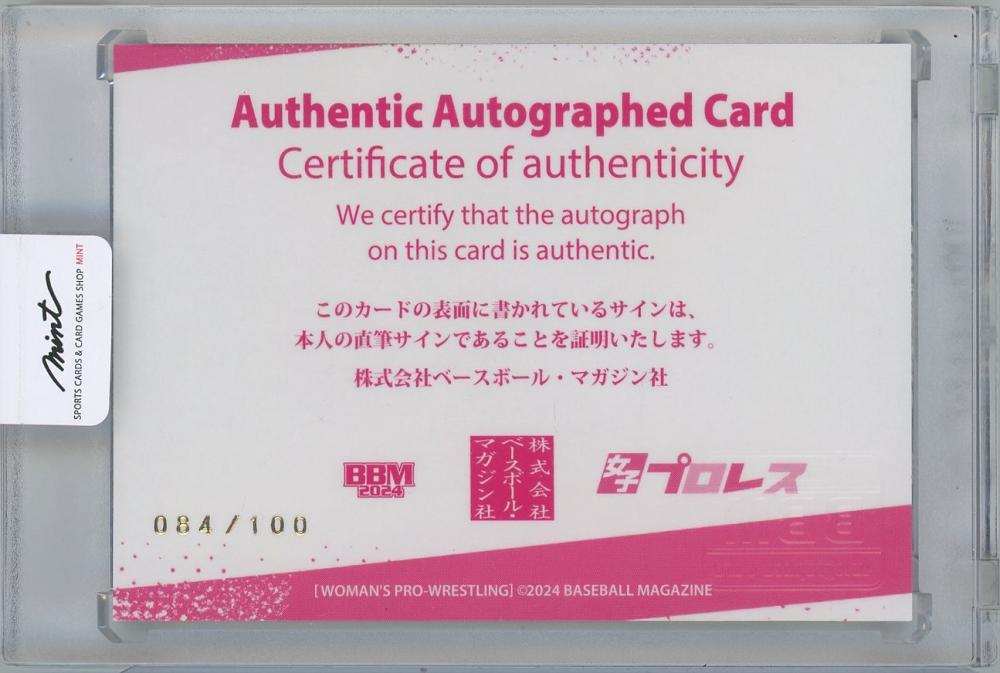 Authentic Autographed Card
Certificate of authenticity
We certify that the autograph
on this card is authentic.
このカードの表面に書かれているサインは、
本人の直筆サインであることを証明いたします。
株式会社ベースボール・マガジン社
BBM
2024
株式会社
ベースボール・
マガジン社
女子プロレス
084/100
[WOMAN'S PRO-WRESTLING] ©2024 BASEBALL MAGAZINE
mint
SPORTS CARDS & CARD GAMES SHOP MINT